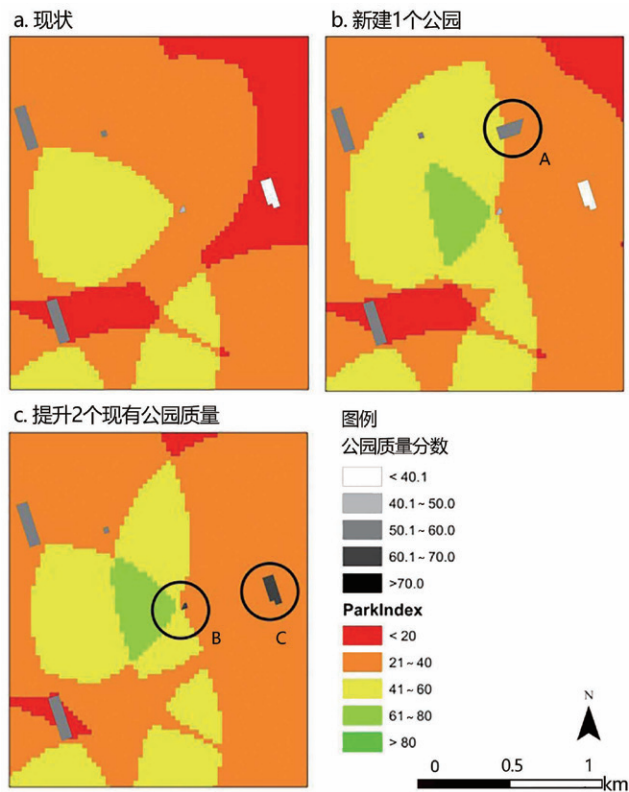 a. 现状
b. 新建1个公园
A
c. 提升2个现有公园质量
B
C
图例
公园质量分数
< 40.1
40.1~50.0
50.1~60.0
60.1~70.0
>70.0
ParkIndex
< 20
21~40
41~60
61~80
> 80
N
0 0.5 1
km